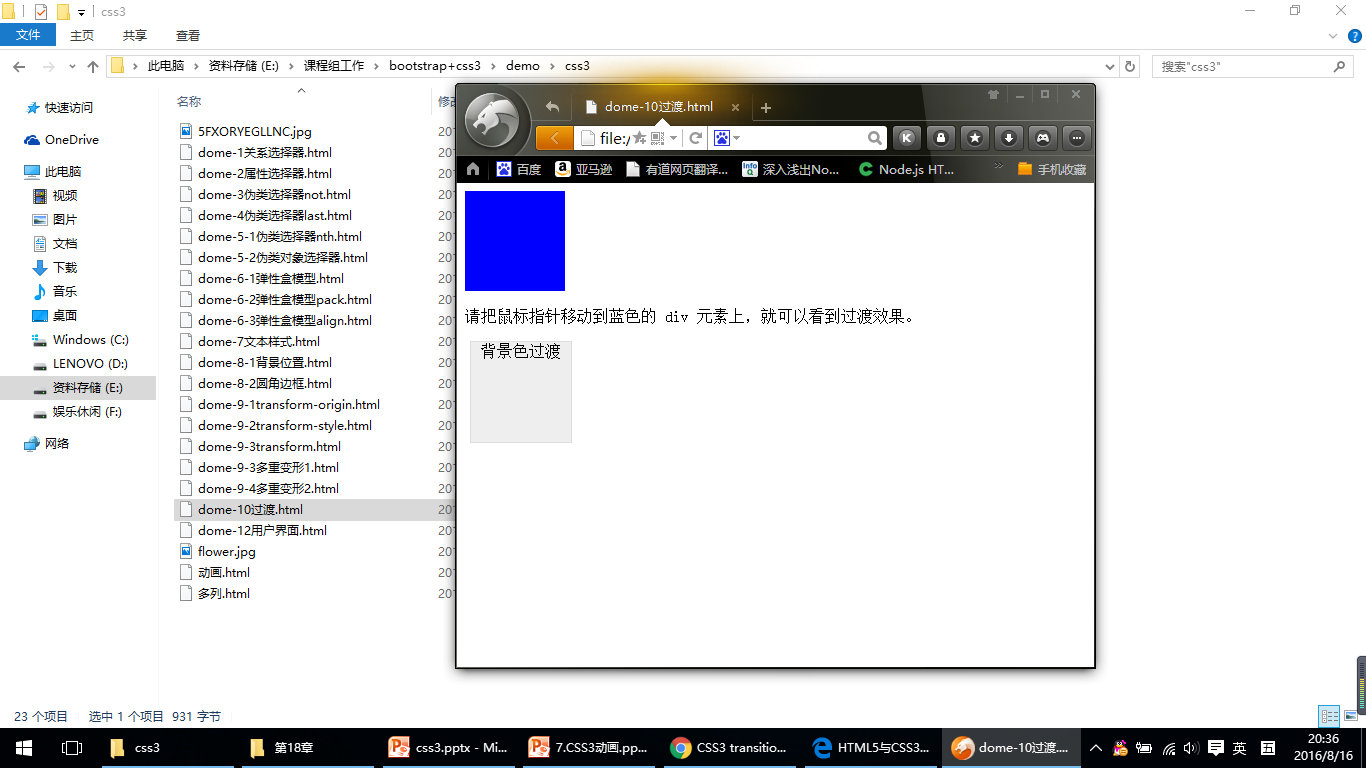 css3
文件 主页 共享 查看
此电脑 资料存储 (E:) 课程组工作 bootstrap+css3 demo css3
搜索"css3"
快速访问
OneDrive
此电脑
视频
图片
文档
下载
音乐
桌面
Windows (C:)
LENOVO (D:)
资料存储 (E:)
娱乐休闲 (F:)
网络
名称
5FXORYEGLLNC.jpg
dome-1关系选择器.html
dome-2属性选择器.html
dome-3伪类选择器not.html
dome-4伪类选择器last.html
dome-5-1伪类选择器nth.html
dome-5-2伪类对象选择器.html
dome-6-1弹性盒模型.html
dome-6-2弹性盒模型pack.html
dome-6-3弹性盒模型align.html
dome-7文本样式.html
dome-8-1背景位置.html
dome-8-2圆角边框.html
dome-9-1transform-origin.html
dome-9-2transform-style.html
dome-9-3transform.html
dome-9-3多重变形1.html
dome-9-4多重变形2.html
dome-10过渡.html
dome-12用户界面.html
flower.jpg
动画.html
多列.html
dome-10过渡.html
file:/
百度 亚马逊 有道网页翻译... 深入浅出No... Node.js HT... 手机收藏
请把鼠标指针移动到蓝色的 div 元素上，就可以看到过渡效果。
背景色过渡
23 个项目 选中 1 个项目 931 字节
css3 第18章 css3.pptx - Mi... 7.CSS3动画.pp... CSS3 transitio... HTML5与CSS3... dome-10过渡....
英 五
20:36
2016/8/16